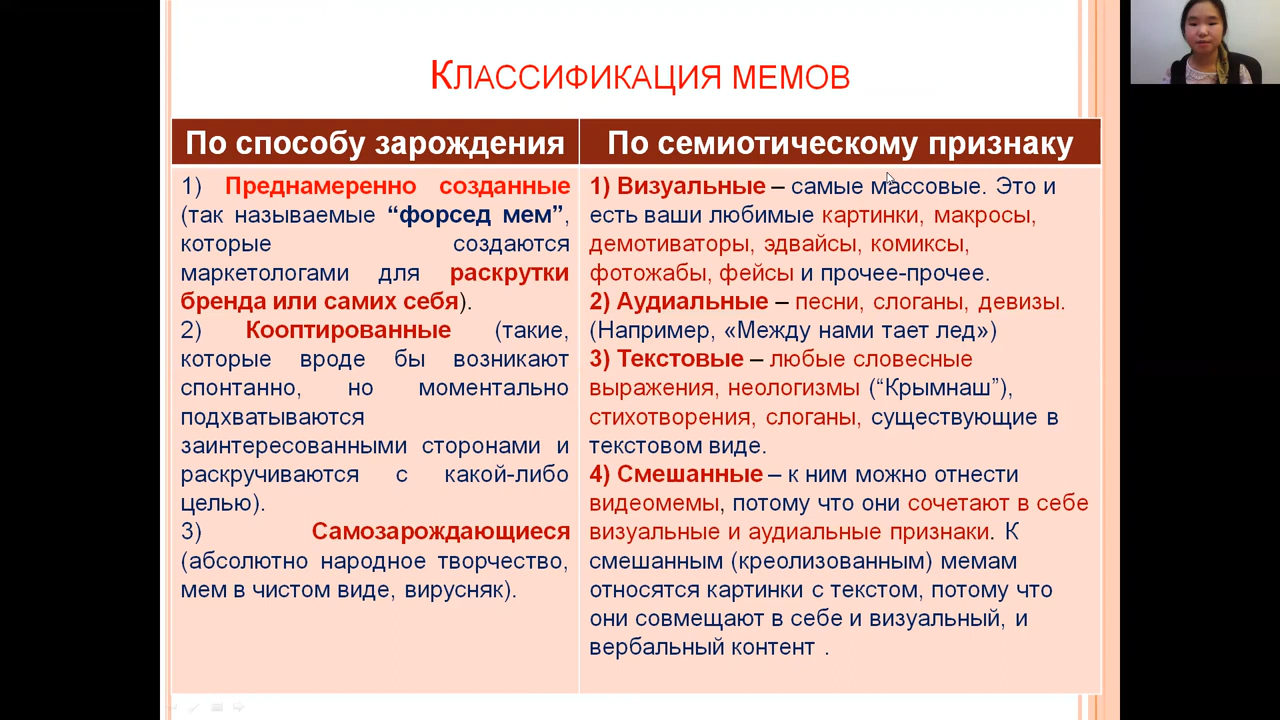 Классификация мемов
По способу зарождения
1) Преднамеренно созданные
(так называемые “форсед мем”,
которые создаются
маркетологами для раскрутки
бренда или самих себя).
2) Кооптированные (такие,
которые вроде бы возникают
спонтанно, но моментально
подхватываются
заинтересованными сторонами и
раскручиваются с какой-либо
целью).
3) Самозарождающиеся
(абсолютно народное творчество,
мем в чистом виде, вирусняк).
По семиотическому признаку
1) Визуальные – самые массовые. Это и
есть ваши любимые картинки, макросы,
демотиваторы, эдвайсы, комиксы,
фотожабы, фейсы и прочее-прочее.
2) Аудиальные – песни, слоганы, девизы.
(Например, «Между нами тает лед»)
3) Текстовые – любые словесные
выражения, неологизмы (“Крымнаш”),
стихотворения, слоганы, существующие в
текстовом виде.
4) Смешанные – к ним можно отнести
видеомемы, потому что они сочетают в себе
визуальные и аудиальные признаки. К
смешанным (креолизованным) мемам
относятся картинки с текстом, потому что
они совмещают в себе и визуальный, и
вербальный контент .